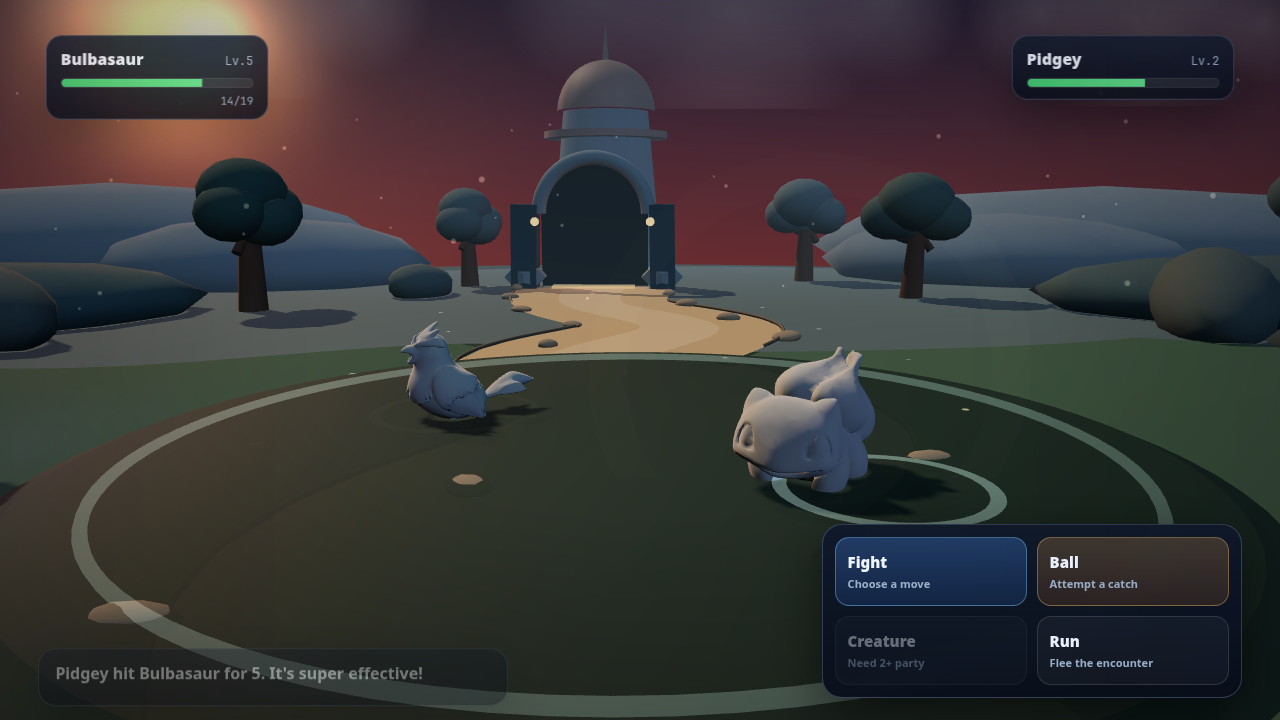 Bulbasaur Lv.5
14/19
Pidgey Lv.2
Fight
Choose a move
Ball
Attempt a catch
Creature
Need 2+ party
Run
Flee the encounter
Pidgey hit Bulbasaur for 5. It's super effective!